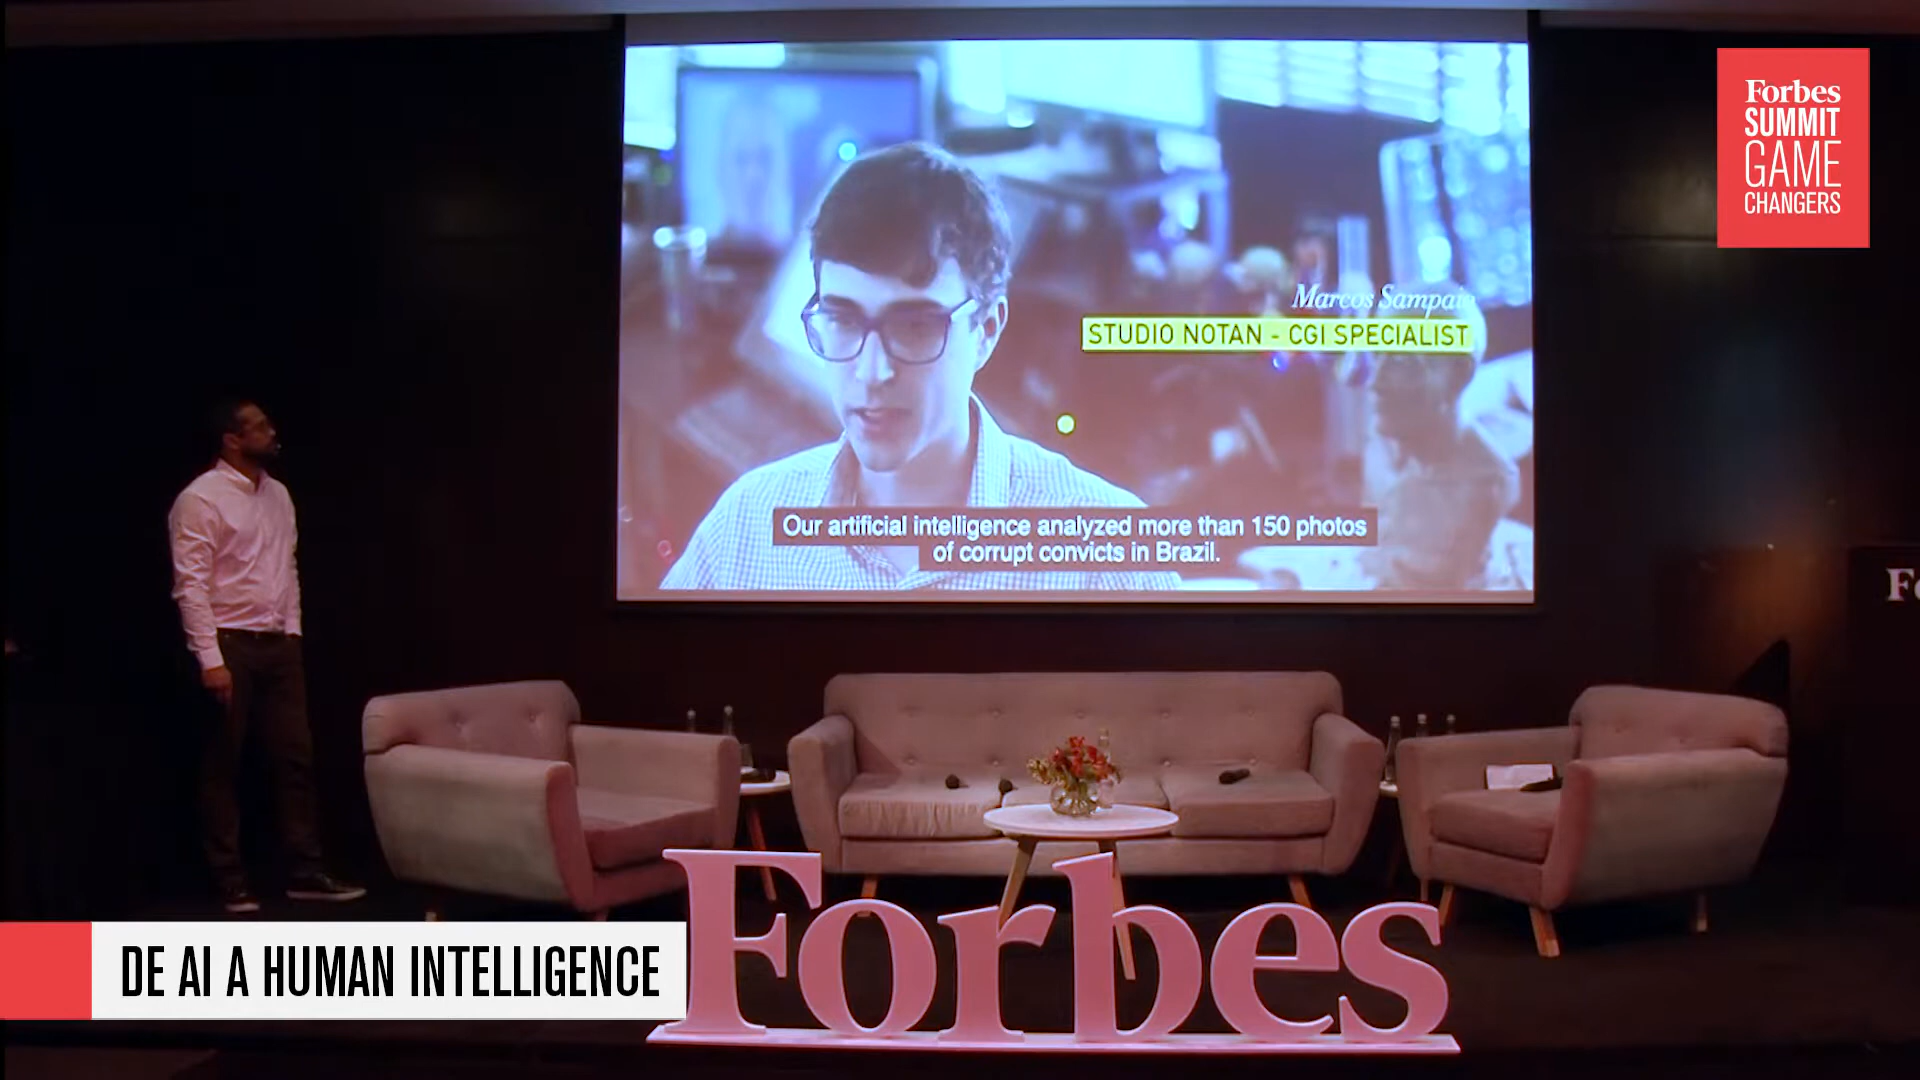 Forbes
SUMMIT
GAME
CHANGERS
Marcos Sampaio
STUDIO NOTAN - CGI SPECIALIST
Our artificial intelligence analyzed more than 150 photos
of corrupt convicts in Brazil.
Fo
DE AI A HUMAN INTELLIGENCE
Forbes